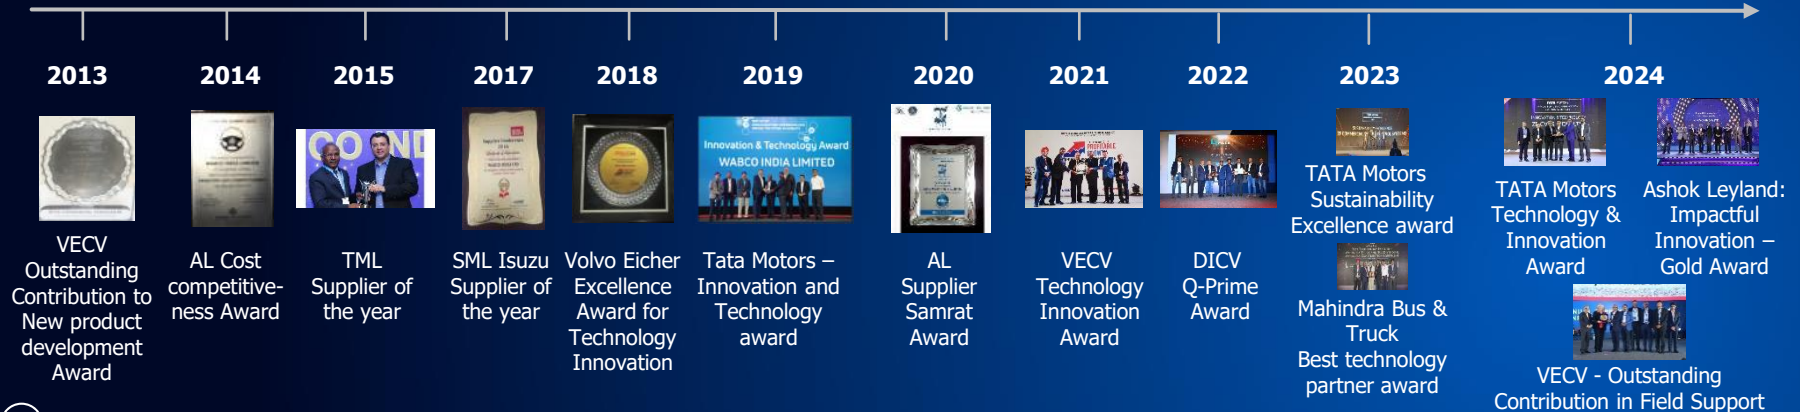 2013
2014
2015
2017
2018
2019
2020
2021
2022
2023
2024
Innovation & Technology Award
WABCO INDIA LIMITED
VECV
Outstanding
Contribution to
New product
development
Award
AL Cost
competitive-
ness Award
TML
Supplier of
the year
SML Isuzu
Supplier of
the year
Volvo Eicher
Excellence
Award for
Technology
Innovation
Tata Motors –
Innovation and
Technology
award
AL
Supplier
Samrat
Award
VECV
Technology
Innovation
Award
DICV
Q-Prime
Award
TATA Motors
Sustainability
Excellence award
Mahindra Bus &
Truck
Best technology
partner award
TATA Motors
Technology &
Innovation
Award
Ashok Leyland:
Impactful
Innovation –
Gold Award
VECV - Outstanding
Contribution in Field Support